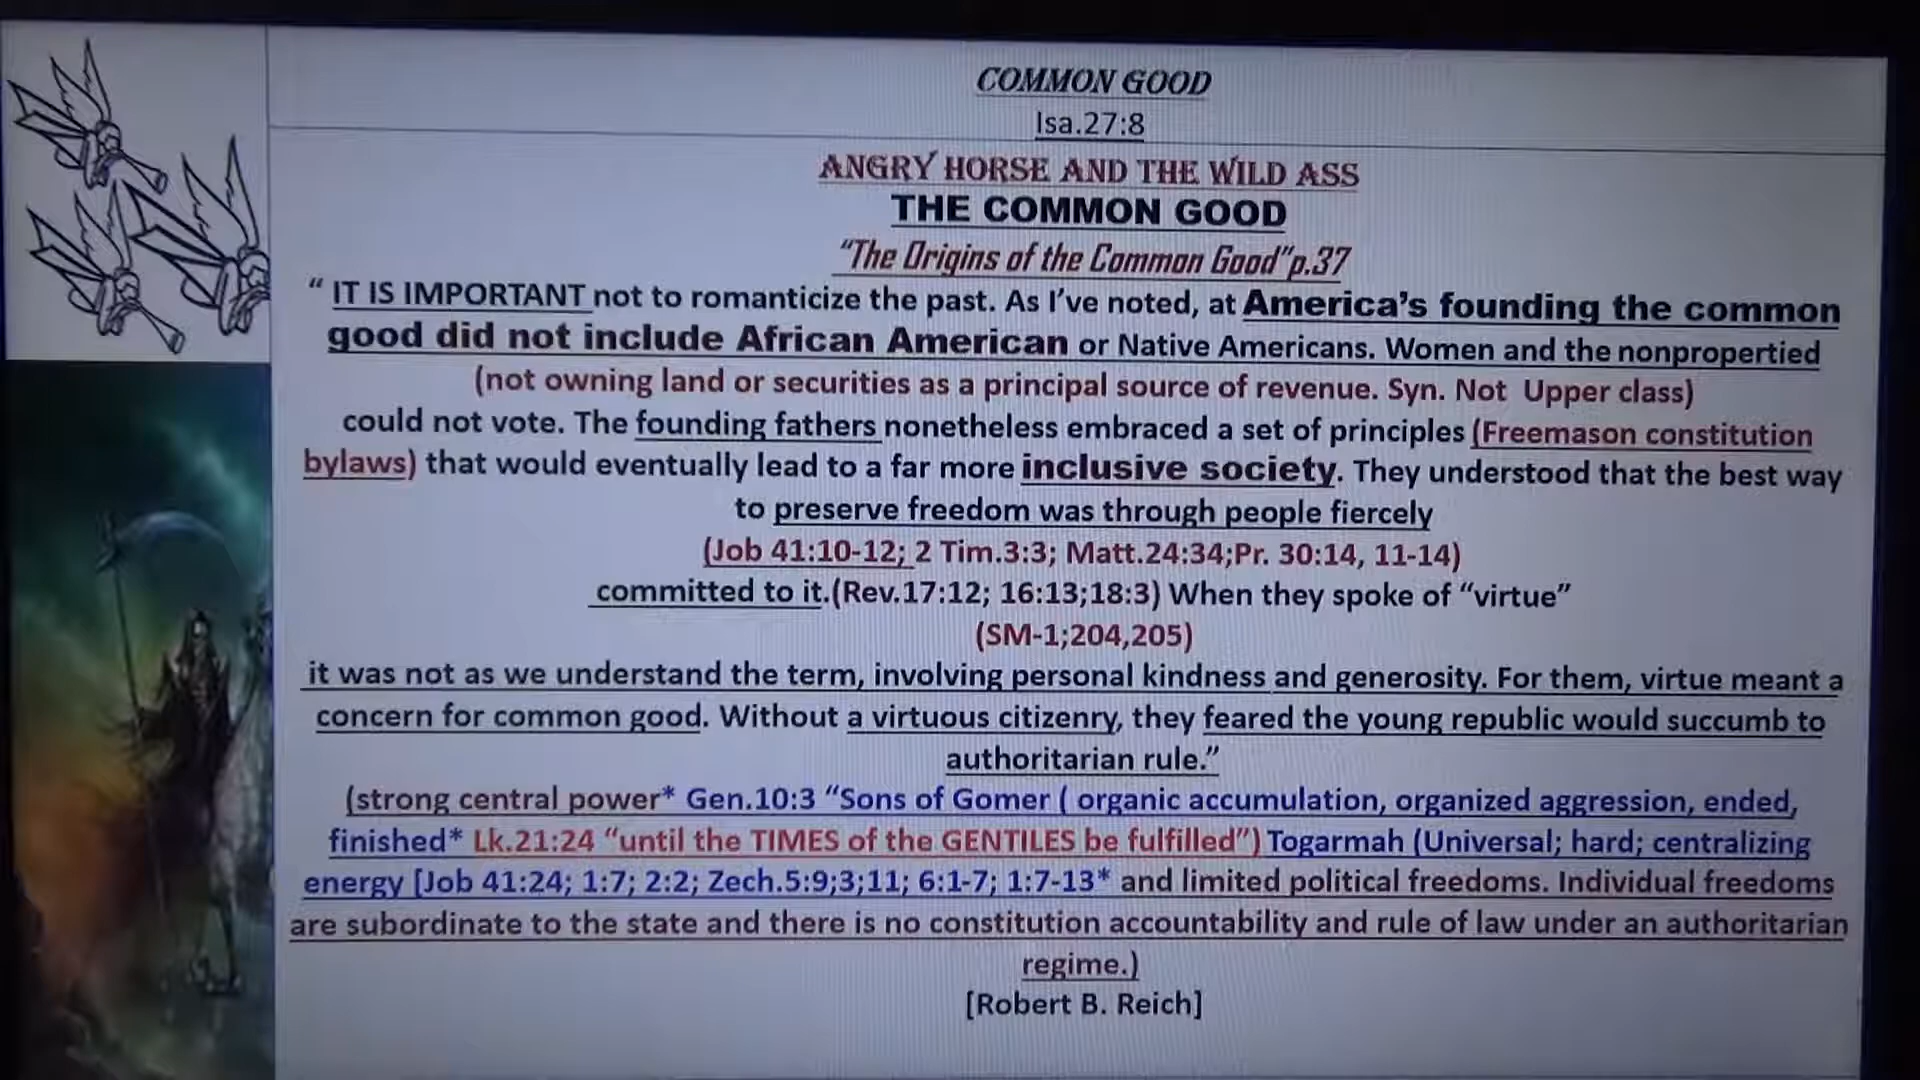 COMMON GOOD
Isa.27:8
ANGRY HORSE AND THE WILD ASS
THE COMMON GOOD
“The Origins of the Common Good”p.37
“ IT IS IMPORTANT not to romanticize the past. As I’ve noted, at America’s founding the common
good did not include African American or Native Americans. Women and the nonpropertied
(not owning land or securities as a principal source of revenue. Syn. Not Upper class)
could not vote. The founding fathers nonetheless embraced a set of principles (Freemason constitution
bylaws) that would eventually lead to a far more inclusive society. They understood that the best way
to preserve freedom was through people fiercely
(Job 41:10-12; 2 Tim.3:3; Matt.24:34;Pr. 30:14, 11-14)
committed to it.(Rev.17:12; 16:13;18:3) When they spoke of “virtue”
(SM-1;204,205)
it was not as we understand the term, involving personal kindness and generosity. For them, virtue meant a
concern for common good. Without a virtuous citizenry, they feared the young republic would succumb to
authoritarian rule.”
(strong central power* Gen.10:3 “Sons of Gomer ( organic accumulation, organized aggression, ended,
finished* Lk.21:24 “until the TIMES of the GENTILES be fulfilled”) Togarmah (Universal; hard; centralizing
energy [Job 41:24; 1:7; 2:2; Zech.5:9;3;11; 6:1-7; 1:7-13* and limited political freedoms. Individual freedoms
are subordinate to the state and there is no constitution accountability and rule of law under an authoritarian
regime.)
[Robert B. Reich]